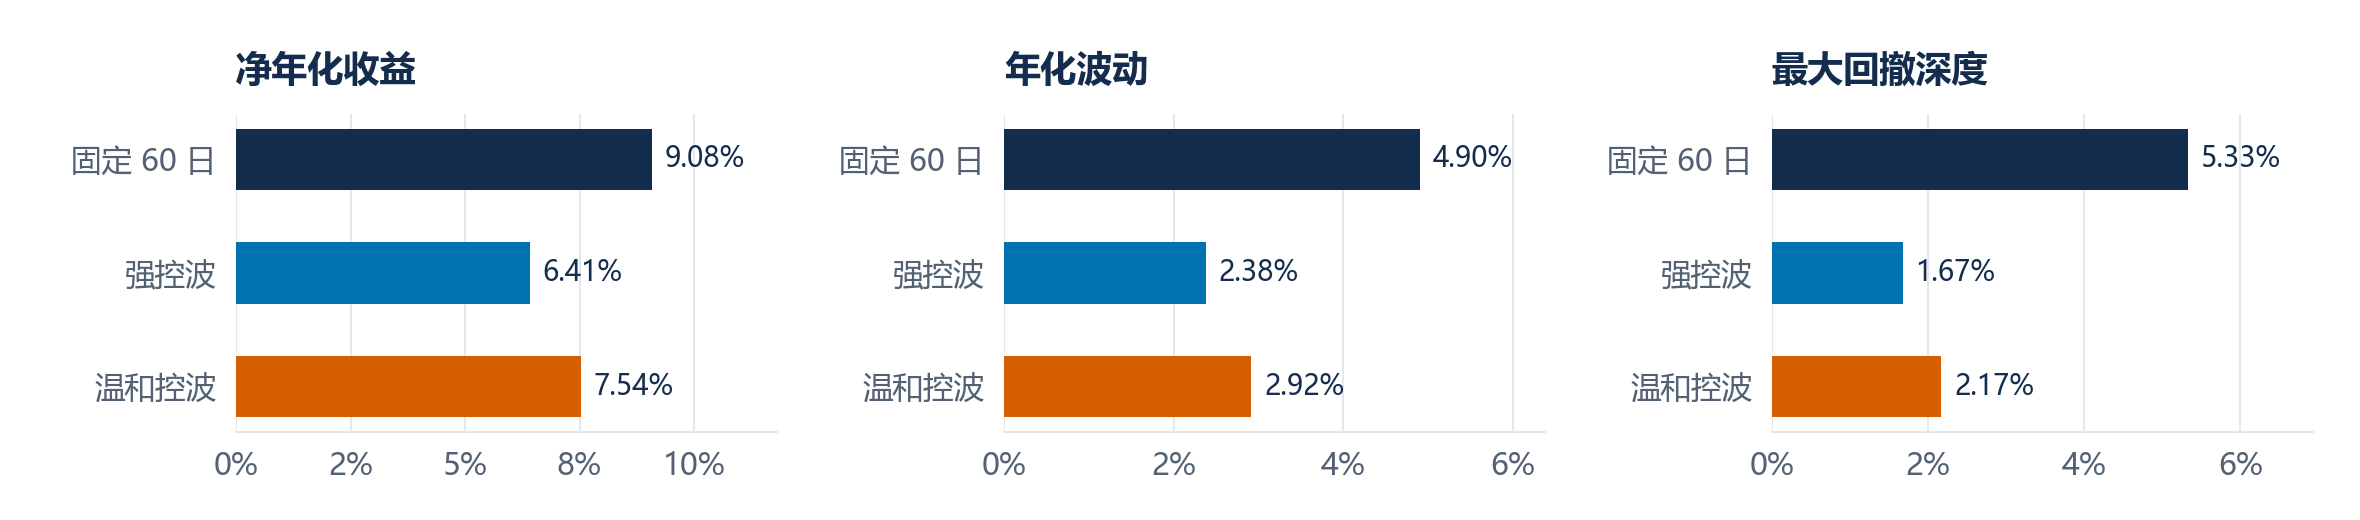 净年化收益
固定 60 日
9.08%
强控波
6.41%
温和控波
7.54%
0%
2%
5%
8%
10%
年化波动
固定 60 日
4.90%
强控波
2.38%
温和控波
2.92%
0%
2%
4%
6%
最大回撤深度
固定 60 日
5.33%
强控波
1.67%
温和控波
2.17%
0%
2%
4%
6%